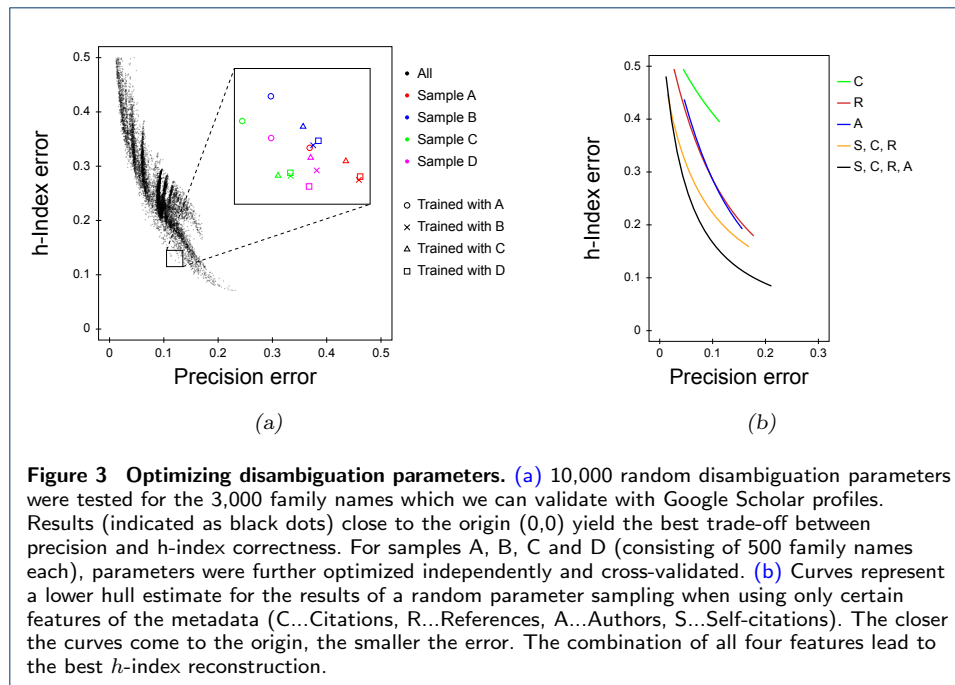 0.5
0.4
0.3
0.2
0.1
0
h-Index error
0 0.1 0.2 0.3 0.4 0.5
Precision error
All
Sample A
Sample B
Sample C
Sample D
Trained with A
Trained with B
Trained with C
Trained with D
(a)
0.5
0.4
0.3
0.2
0.1
0
h-Index error
0 0.1 0.2 0.3
Precision error
C
R
A
S, C, R
S, C, R, A
(b)
Figure 3 Optimizing disambiguation parameters. (a) 10,000 random disambiguation parameters
were tested for the 3,000 family names which we can validate with Google Scholar profiles.
Results (indicated as black dots) close to the origin (0,0) yield the best trade-off between
precision and h-index correctness. For samples A, B, C and D (consisting of 500 family names
each), parameters were further optimized independently and cross-validated. (b) Curves represent
a lower hull estimate for the results of a random parameter sampling when using only certain
features of the metadata (C...Citations, R...References, A...Authors, S...Self-citations). The closer
the curves come to the origin, the smaller the error. The combination of all four features lead to
the best h-index reconstruction.